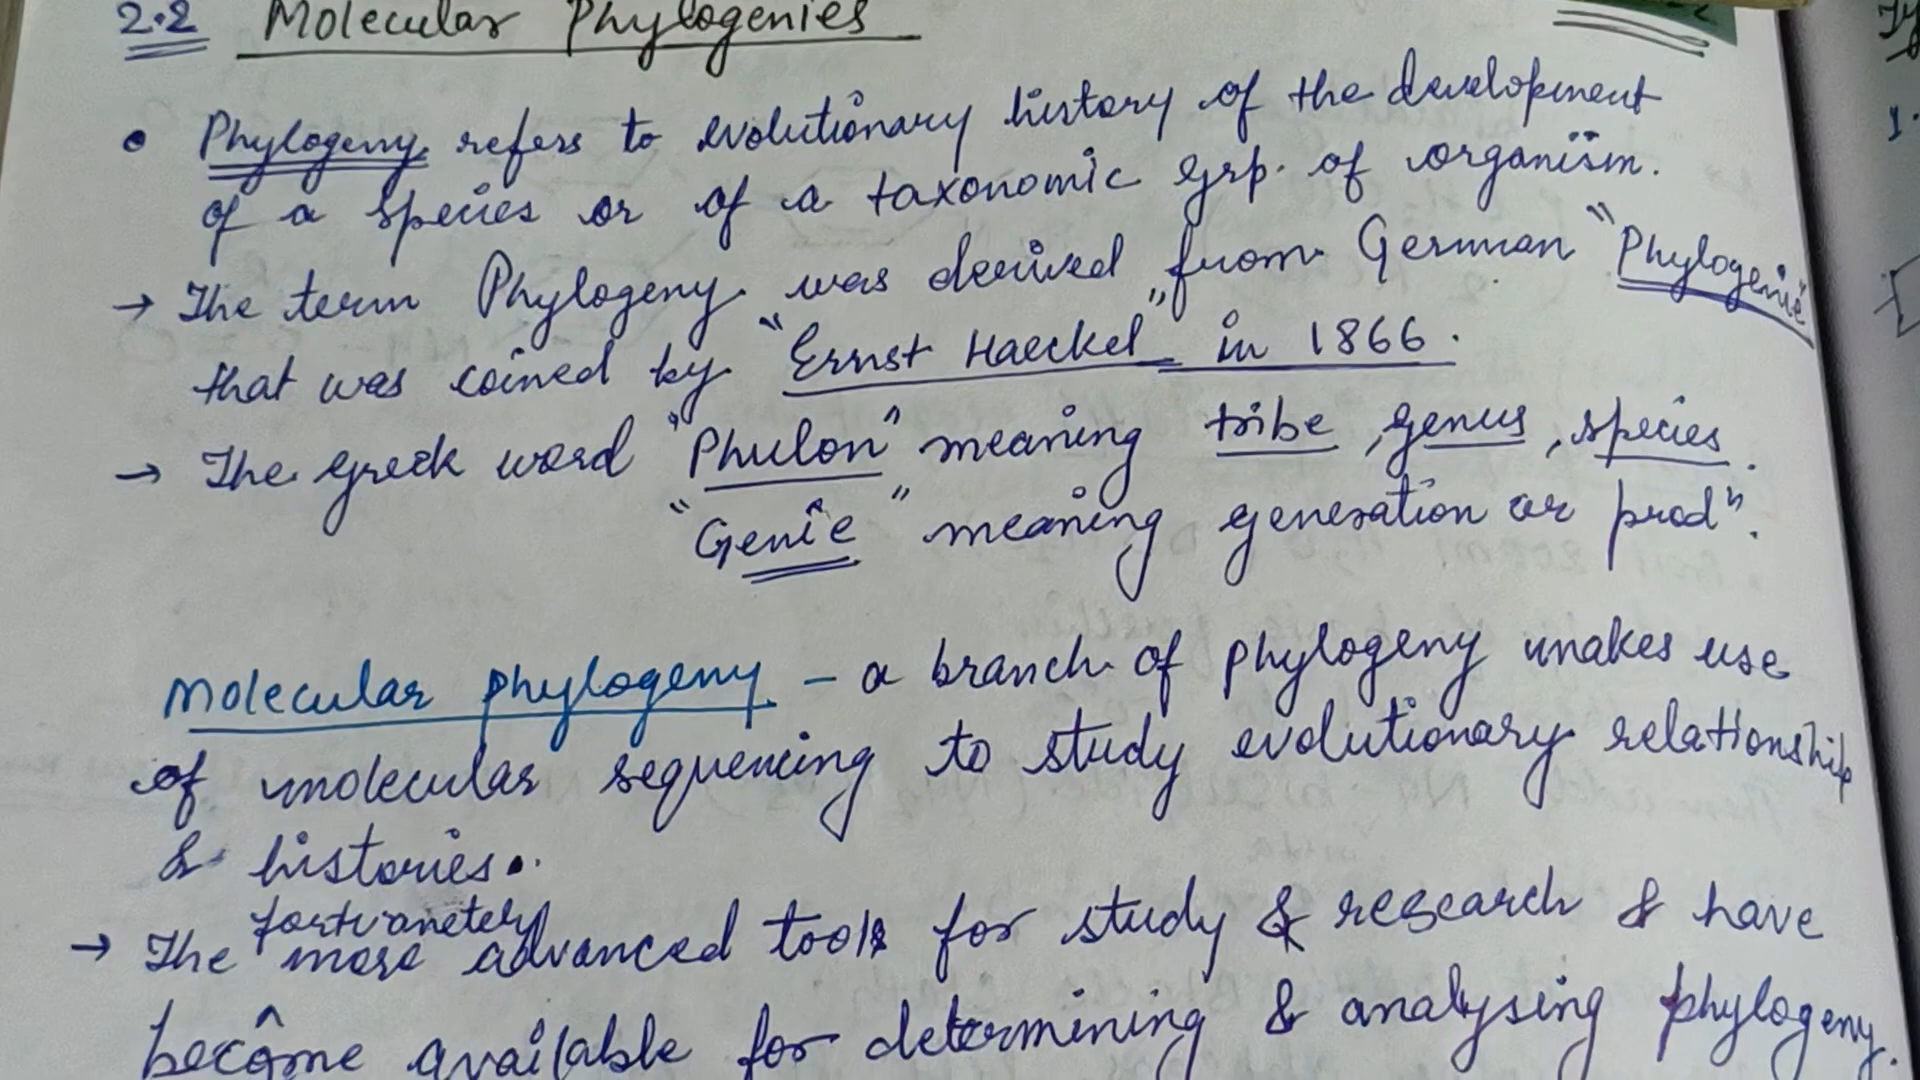 2.2 Molecular Phylogenies
• Phylogeny refers to evolutionary history of the development
of a species or of a taxonomic grp. of organism.
→ The term Phylogeny was derived from German "Phylogenie"
that was coined by "Ernst Haeckel" in 1866.
→ The greek word "Phulon" meaning tribe, genus, species.
"Genie" meaning generation or prodⁿ.
Molecular phylogeny – a branch of phylogeny makes use
of molecular sequencing to study evolutionary relationship
& histories.
fortunately
→ The more advanced tools for study & research & have
become available for determining & analysing phylogeny.